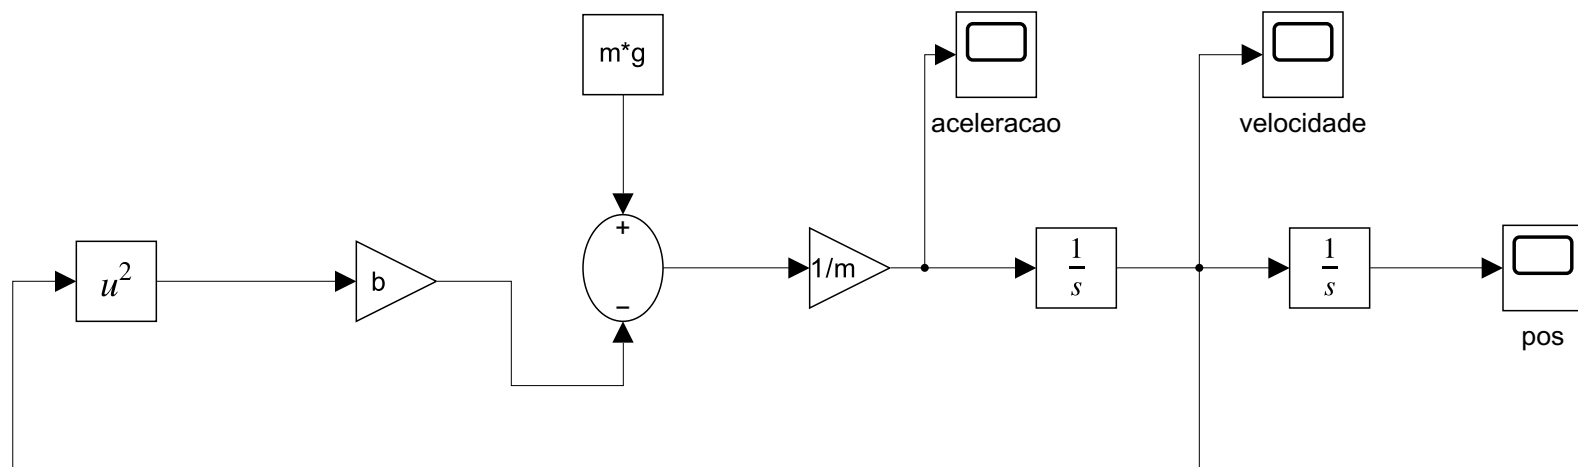 m*g
aceleracao
velocidade
+
−
u²
b
1/m
1
s
1
s
pos